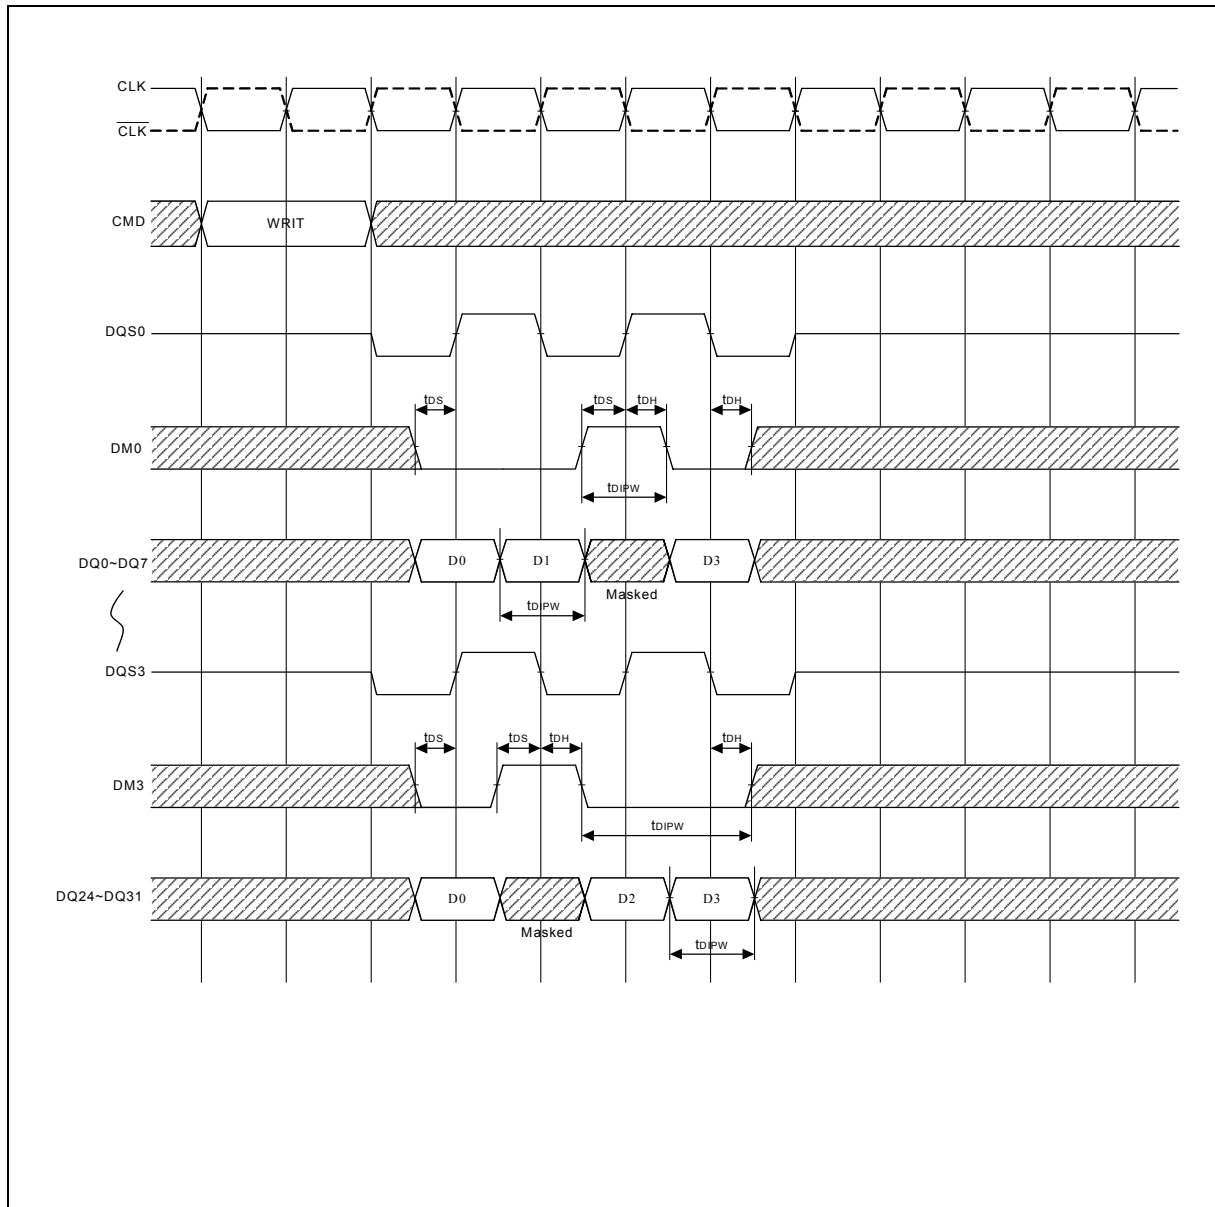 CLK
CLK
CMD
WRIT
DQS0
tDS
tDS
tDH
tDH
DM0
tDIPW
DQ0~DQ7
D0
D1
D3
Masked
tDIPW
DQS3
tDS
tDS
tDH
tDH
DM3
tDIPW
DQ24~DQ31
D0
D2
D3
Masked
tDIPW